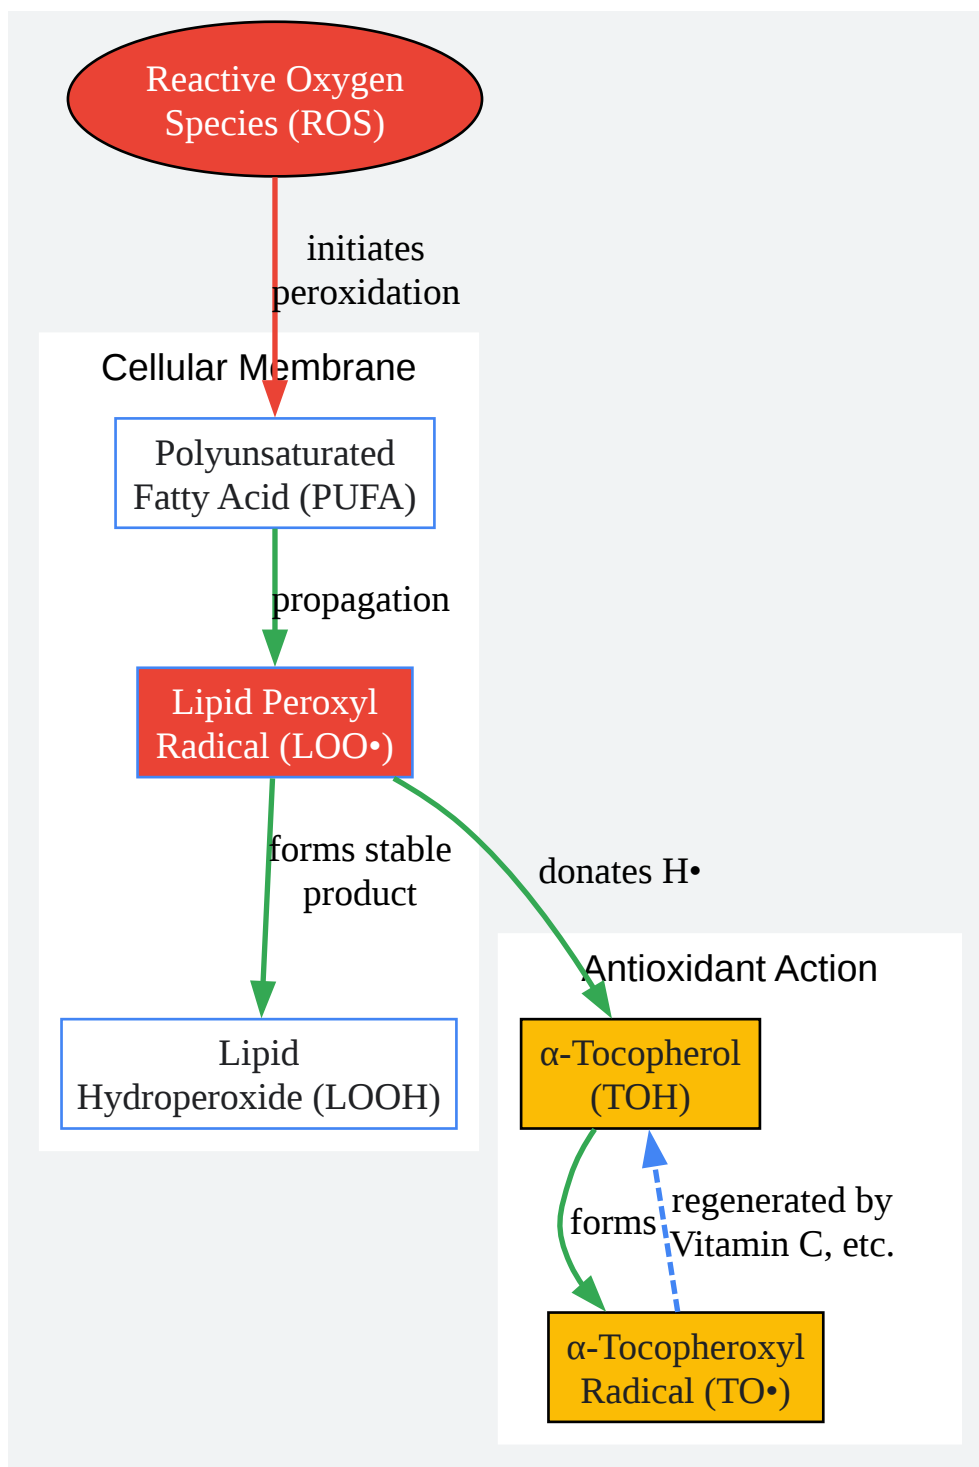 Reactive Oxygen
Species (ROS)
initiates
peroxidation
Cellular Membrane
Polyunsaturated
Fatty Acid (PUFA)
propagation
Lipid Peroxyl
Radical (LOO•)
forms stable
product
donates H•
Antioxidant Action
Lipid
Hydroperoxide (LOOH)
α-Tocopherol
(TOH)
forms
regenerated by
Vitamin C, etc.
α-Tocopheroxyl
Radical (TO•)